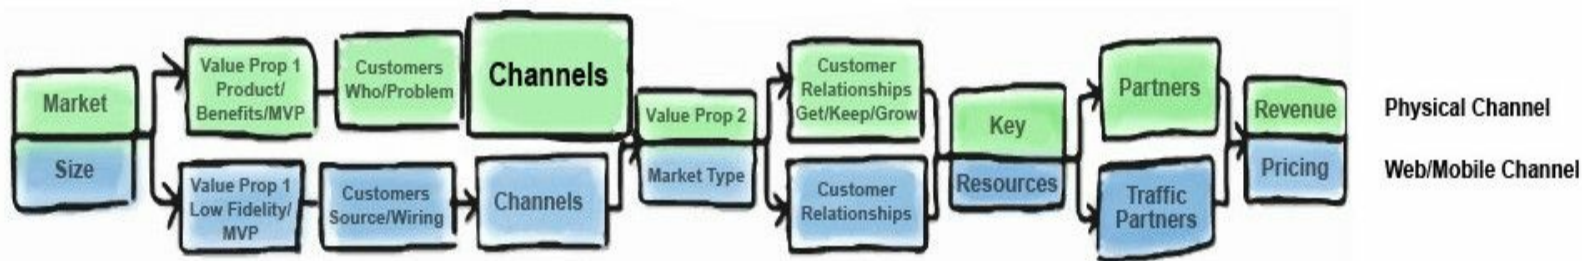 Market
Size
Value Prop 1
Product/
Benefits/MVP
Customers
Who/Problem
Channels
Value Prop 1
Low Fidelity/
MVP
Customers
Source/Wiring
Channels
Value Prop 2
Market Type
Customer
Relationships
Get/Keep/Grow
Customer
Relationships
Key
Resources
Partners
Traffic
Partners
Revenue
Pricing
Physical Channel
Web/Mobile Channel